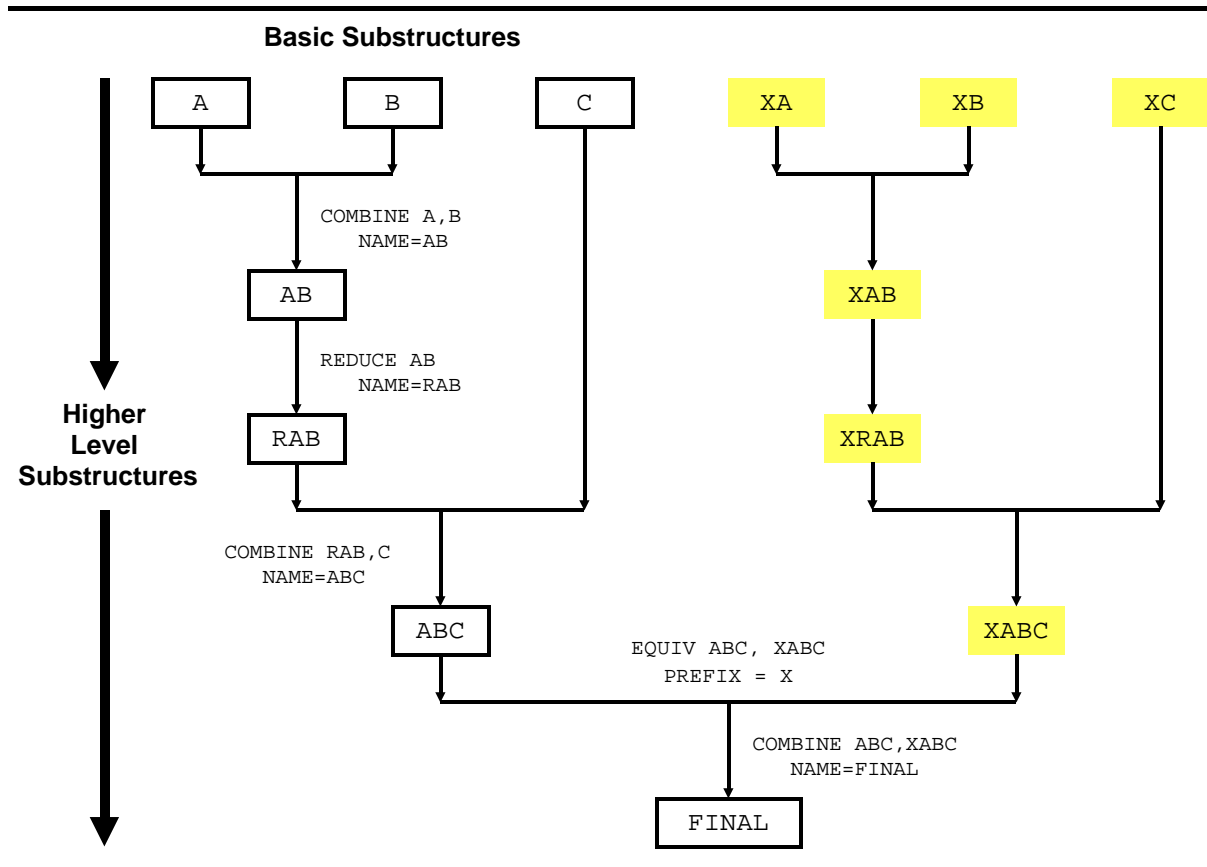 Basic Substructures
A
B
C
XA
XB
XC
COMBINE A,B
NAME=AB
AB
XAB
REDUCE AB
NAME=RAB
Higher
Level
Substructures
RAB
XRAB
COMBINE RAB,C
NAME=ABC
ABC
XABC
EQUIV ABC, XABC
PREFIX = X
COMBINE ABC,XABC
NAME=FINAL
FINAL